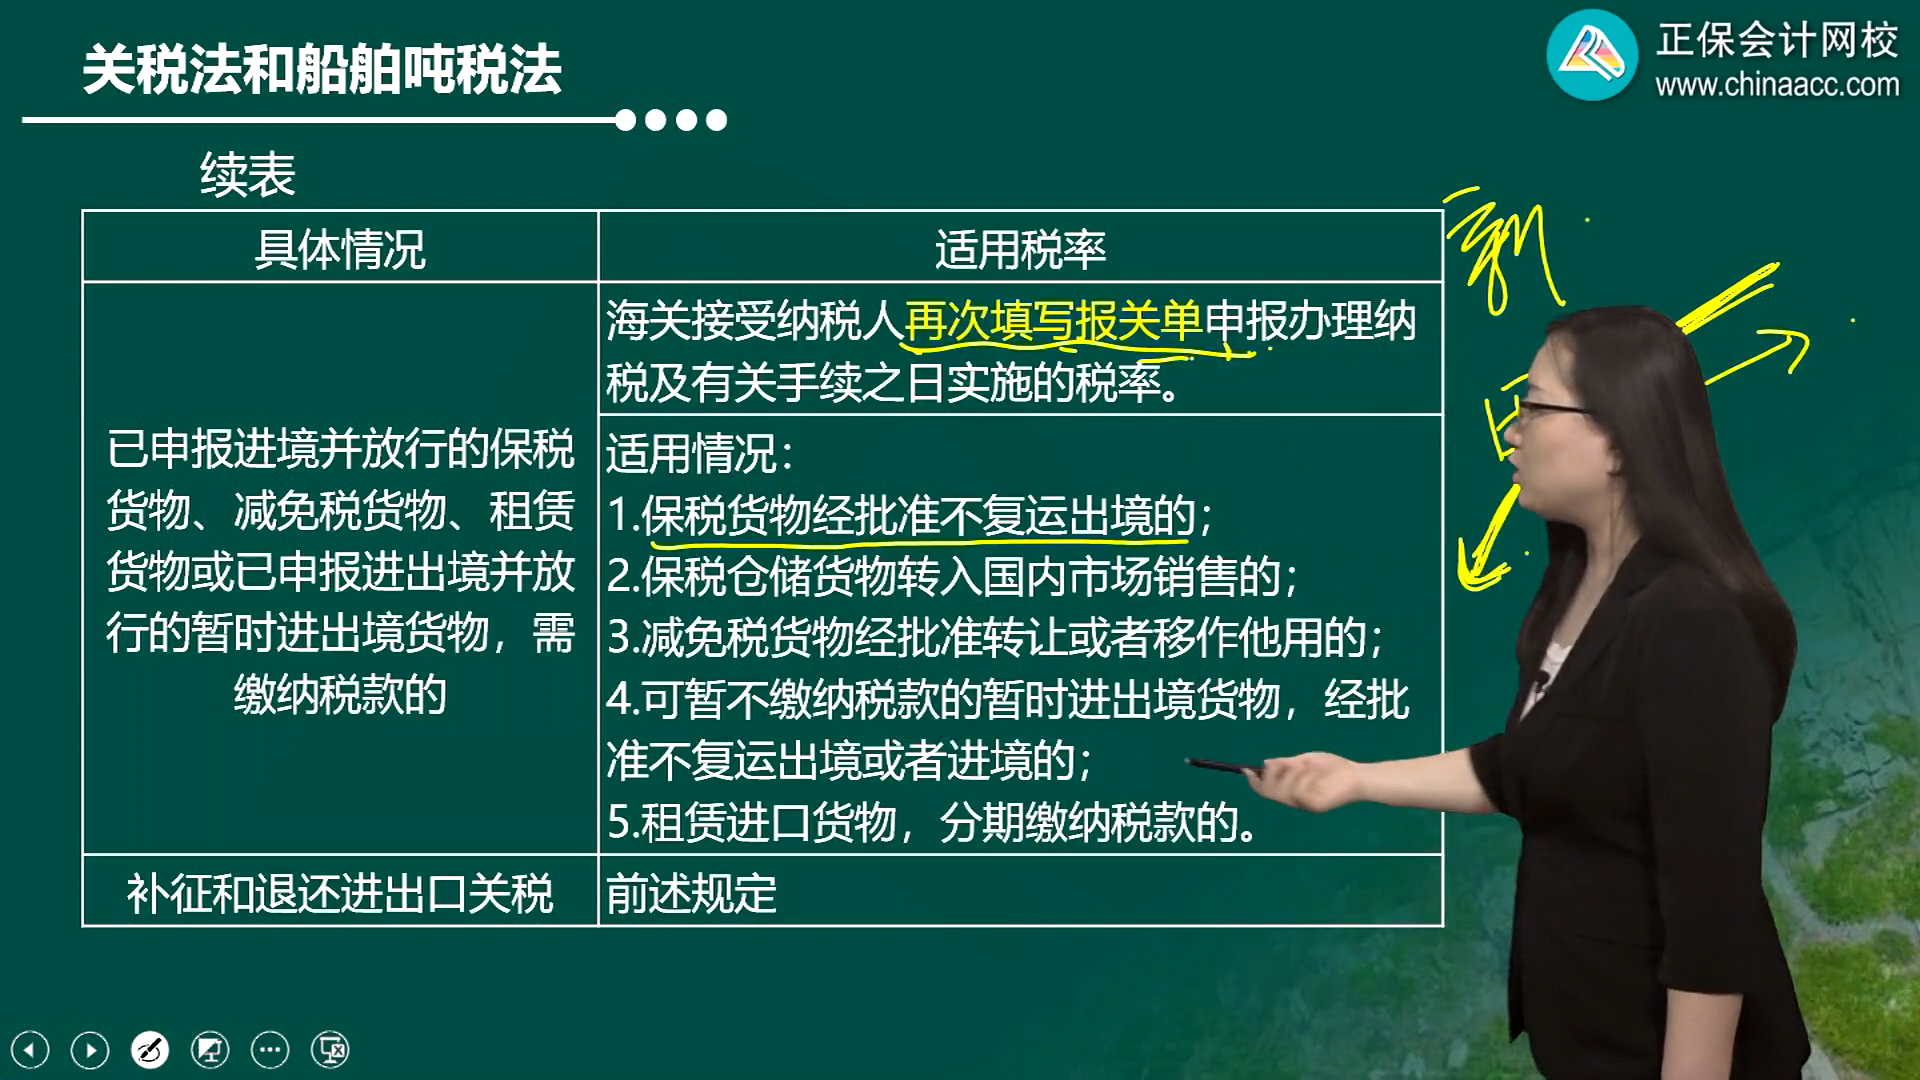 关税法和船舶吨税法
正保会计网校
www.chinaacc.com
续表
具体情况
适用税率
已申报进境并放行的保税
货物、减免税货物、租赁
货物或已申报进出境并放
行的暂时进出境货物，需
缴纳税款的
海关接受纳税人再次填写报关单申报办理纳
税及有关手续之日实施的税率。
适用情况：
1.保税货物经批准不复运出境的；
2.保税仓储货物转入国内市场销售的；
3.减免税货物经批准转让或者移作他用的；
4.可暂不缴纳税款的暂时进出境货物，经批
准不复运出境或者进境的；
5.租赁进口货物，分期缴纳税款的。
补征和退还进出口关税
前述规定